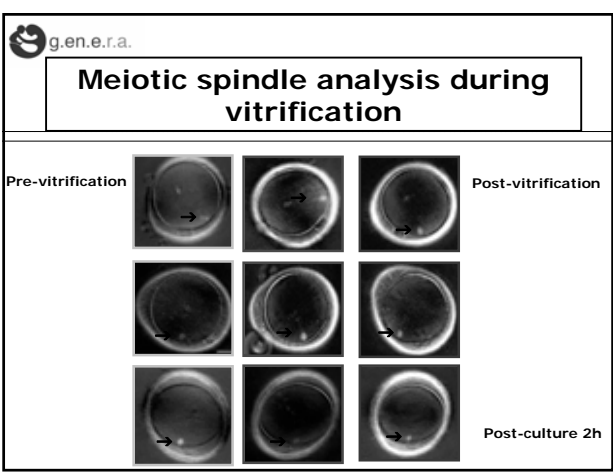 g.en.e.r.a.
Meiotic spindle analysis during
vitrification
Pre-vitrification
Post-vitrification
Post-culture 2h